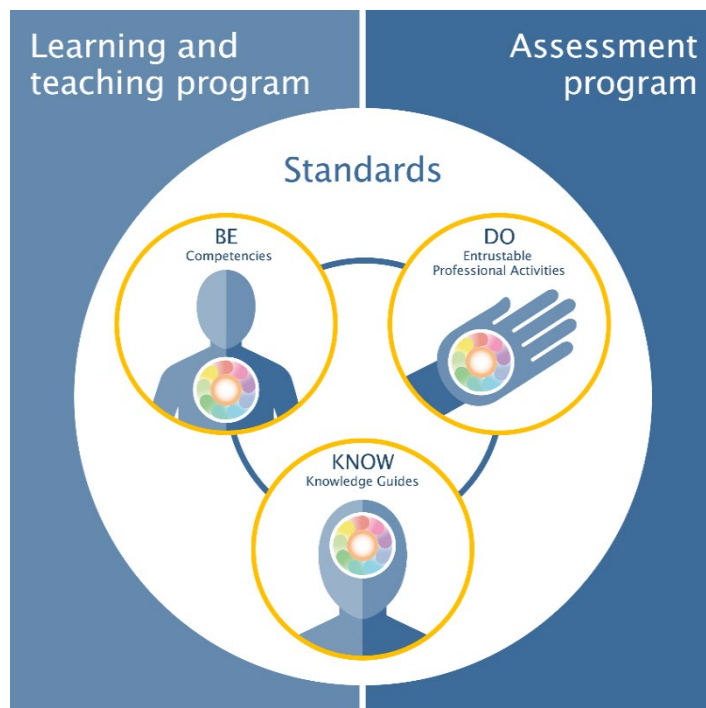 Learning and
teaching program
Assessment
program
Standards
BE
Competencies
DO
Entrustable
Professional Activities
KNOW
Knowledge Guides